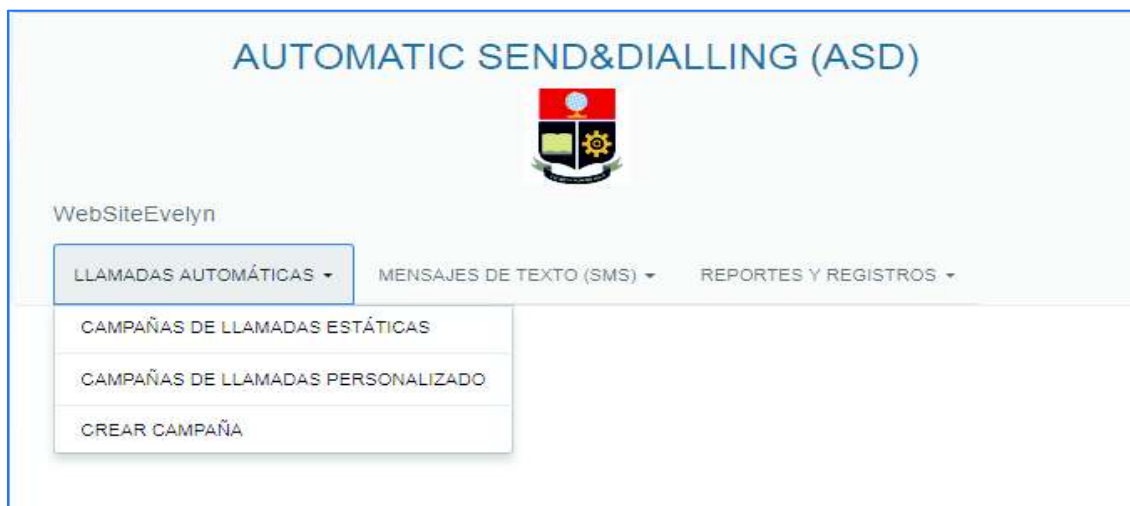 AUTOMATIC SEND&DIALLING (ASD)
WebSiteEvelyn
LLAMADAS AUTOMÁTICAS
MENSAJES DE TEXTO (SMS)
REPORTES Y REGISTROS
CAMPAÑAS DE LLAMADAS ESTÁTICAS
CAMPAÑAS DE LLAMADAS PERSONALIZADO
CREAR CAMPAÑA